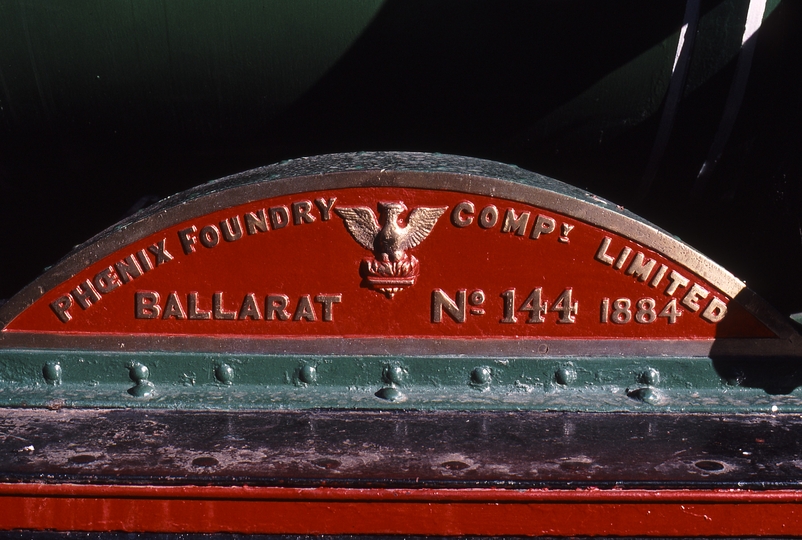 PHŒNIX FOUNDRY COMPY LIMITED
BALLARAT Nº 144 1884